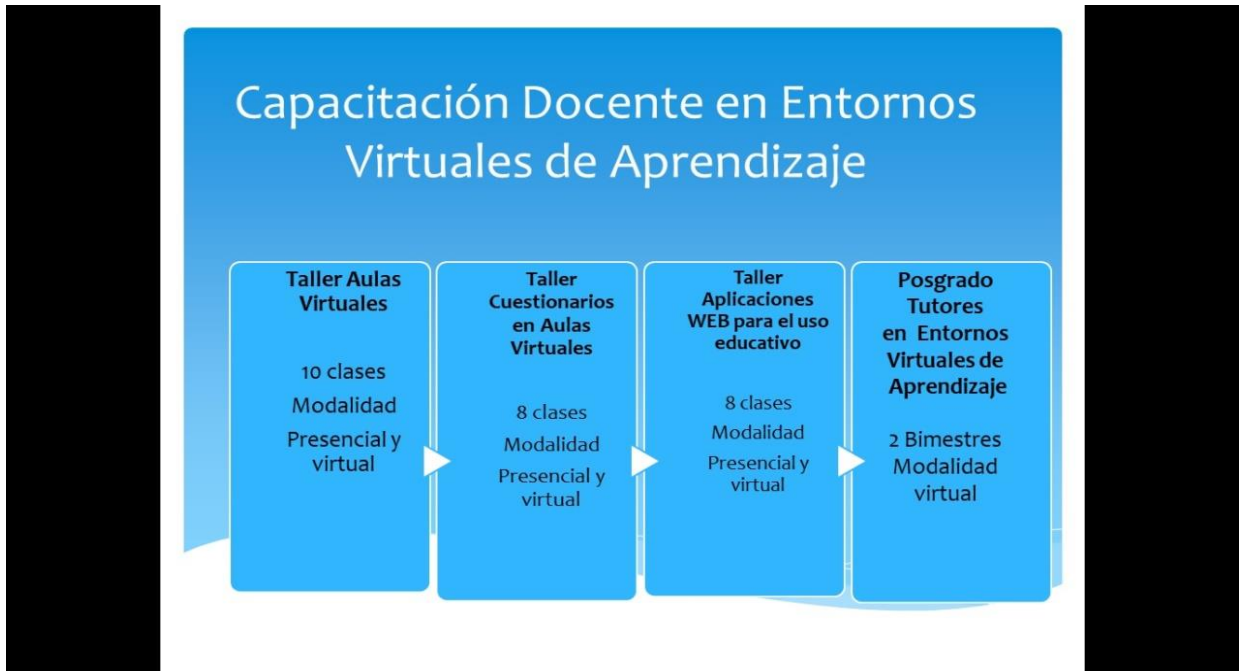 Capacitación Docente en Entornos
Virtuales de Aprendizaje
Taller Aulas
Virtuales
10 clases
Modalidad
Presencial y
virtual
Taller
Cuestionarios
en Aulas
Virtuales
8 clases
Modalidad
Presencial y
virtual
Taller
Aplicaciones
WEB para el uso
educativo
8 clases
Modalidad
Presencial y
virtual
Posgrado
Tutores
en Entornos
Virtuales de
Aprendizaje
2 Bimestres
Modalidad
virtual